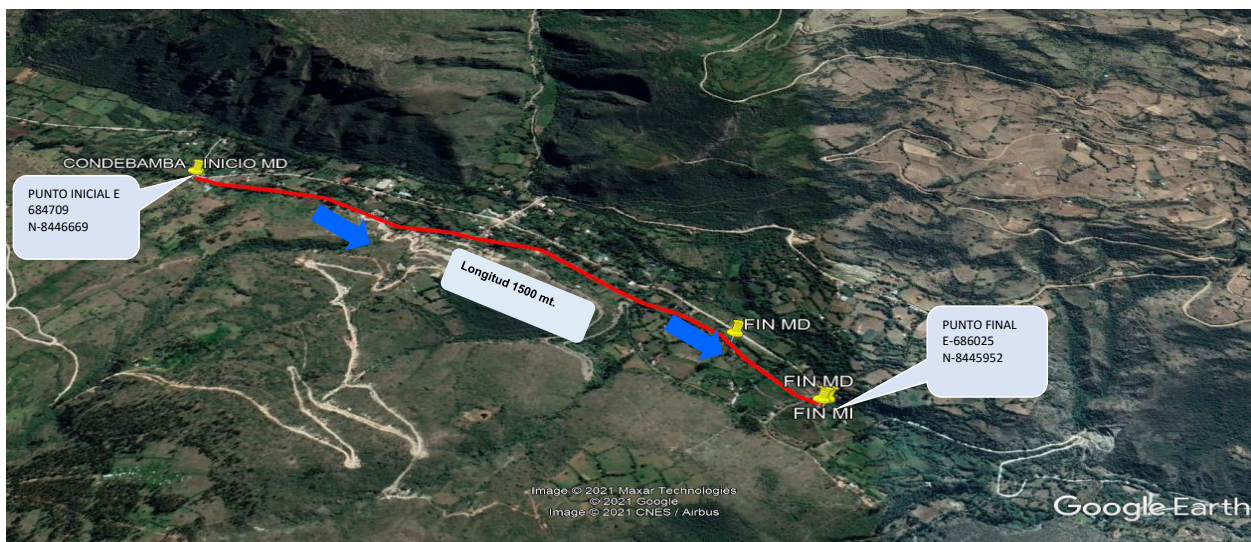 CONDEBAMBA INICIO MD
PUNTO INICIAL E
684709
N-8446669
Longitud 1500 mt.
FIN MD
PUNTO FINAL
E-686025
N-8445952
FIN MD
FIN MI
Image © 2021 Maxar Technologies
© 2021 Google
Image © 2021 CNES / Airbus
Google Earth